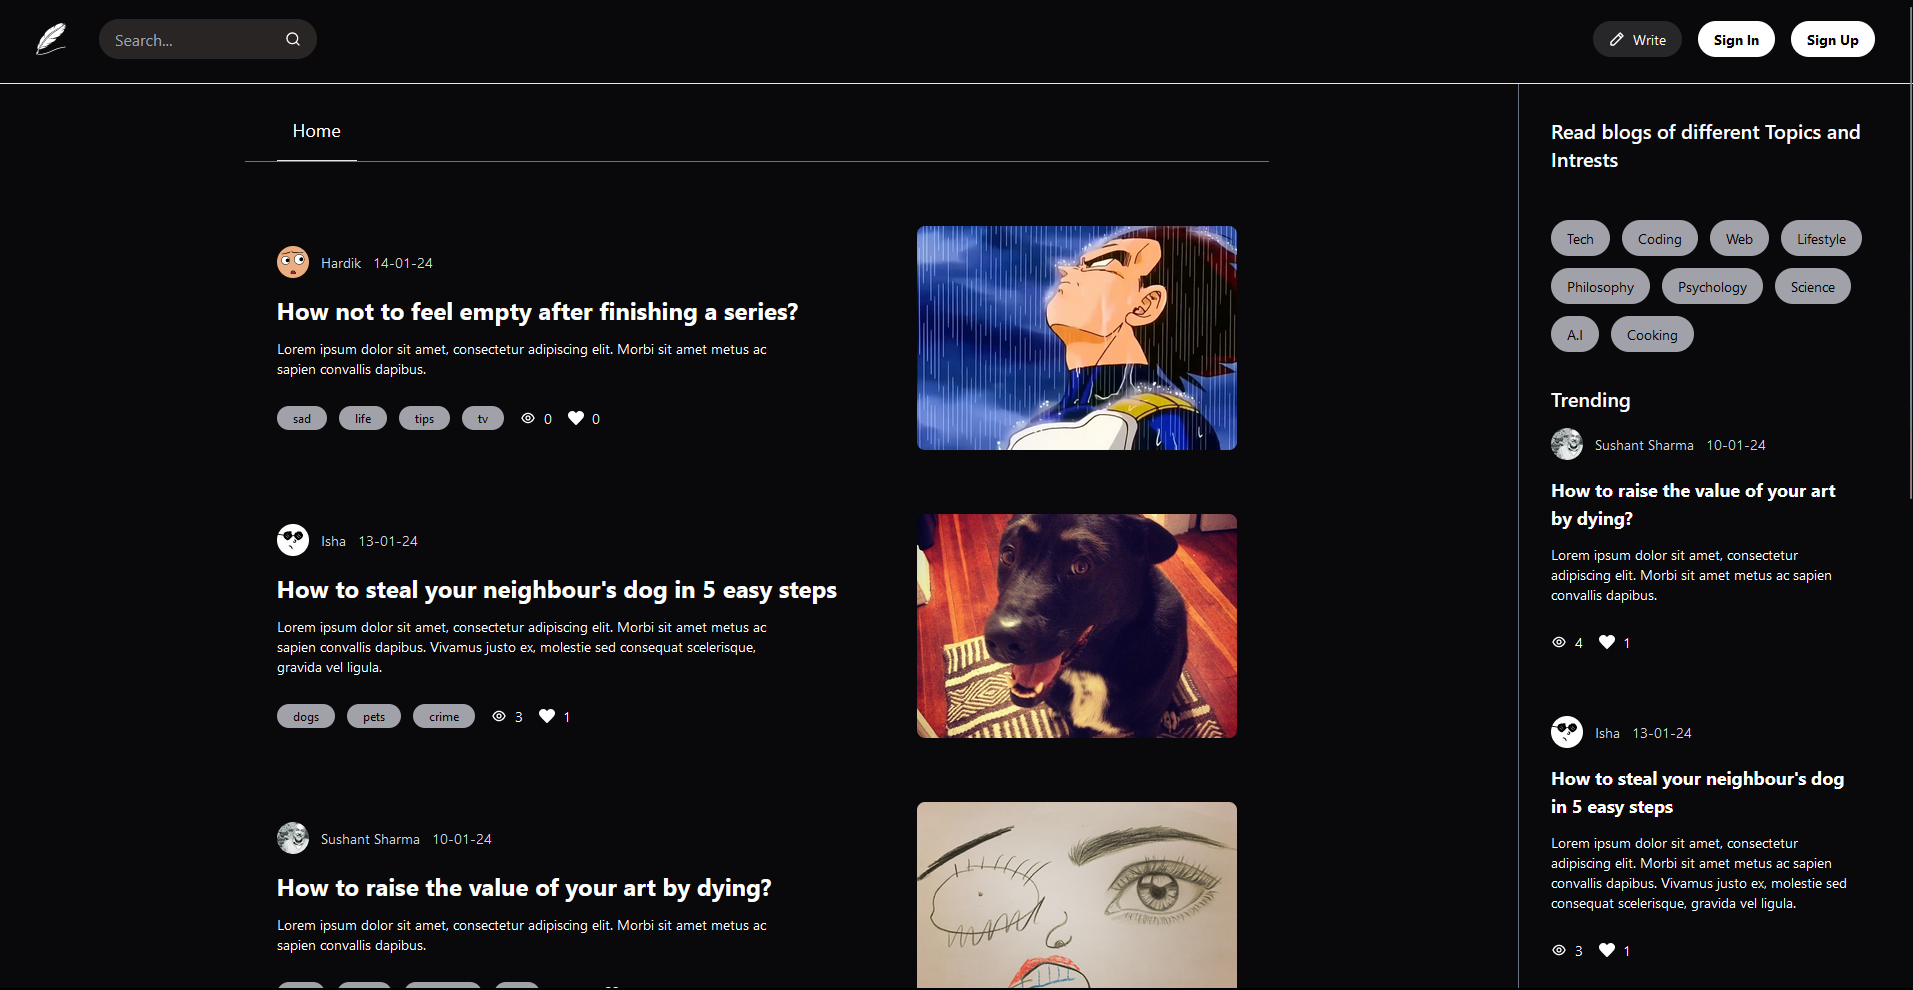 Search...
Write
Sign In
Sign Up
Home
Hardik 14-01-24
How not to feel empty after finishing a series?
Lorem ipsum dolor sit amet, consectetur adipiscing elit. Morbi sit amet metus ac
sapien convallis dapibus.
sad life tips tv 0 0
Isha 13-01-24
How to steal your neighbour's dog in 5 easy steps
Lorem ipsum dolor sit amet, consectetur adipiscing elit. Morbi sit amet metus ac
sapien convallis dapibus. Vivamus justo ex, molestie sed consequat scelerisque,
gravida vel ligula.
dogs pets crime 3 1
Sushant Sharma 10-01-24
How to raise the value of your art by dying?
Lorem ipsum dolor sit amet, consectetur adipiscing elit. Morbi sit amet metus ac
sapien convallis dapibus.
Read blogs of different Topics and
Intrests
Tech Coding Web Lifestyle
Philosophy Psychology Science
A.I Cooking
Trending
Sushant Sharma 10-01-24
How to raise the value of your art
by dying?
Lorem ipsum dolor sit amet, consectetur
adipiscing elit. Morbi sit amet metus ac sapien
convallis dapibus.
4 1
Isha 13-01-24
How to steal your neighbour's dog
in 5 easy steps
Lorem ipsum dolor sit amet, consectetur
adipiscing elit. Morbi sit amet metus ac sapien
convallis dapibus. Vivamus justo ex, molestie sed
consequat scelerisque, gravida vel ligula.
3 1